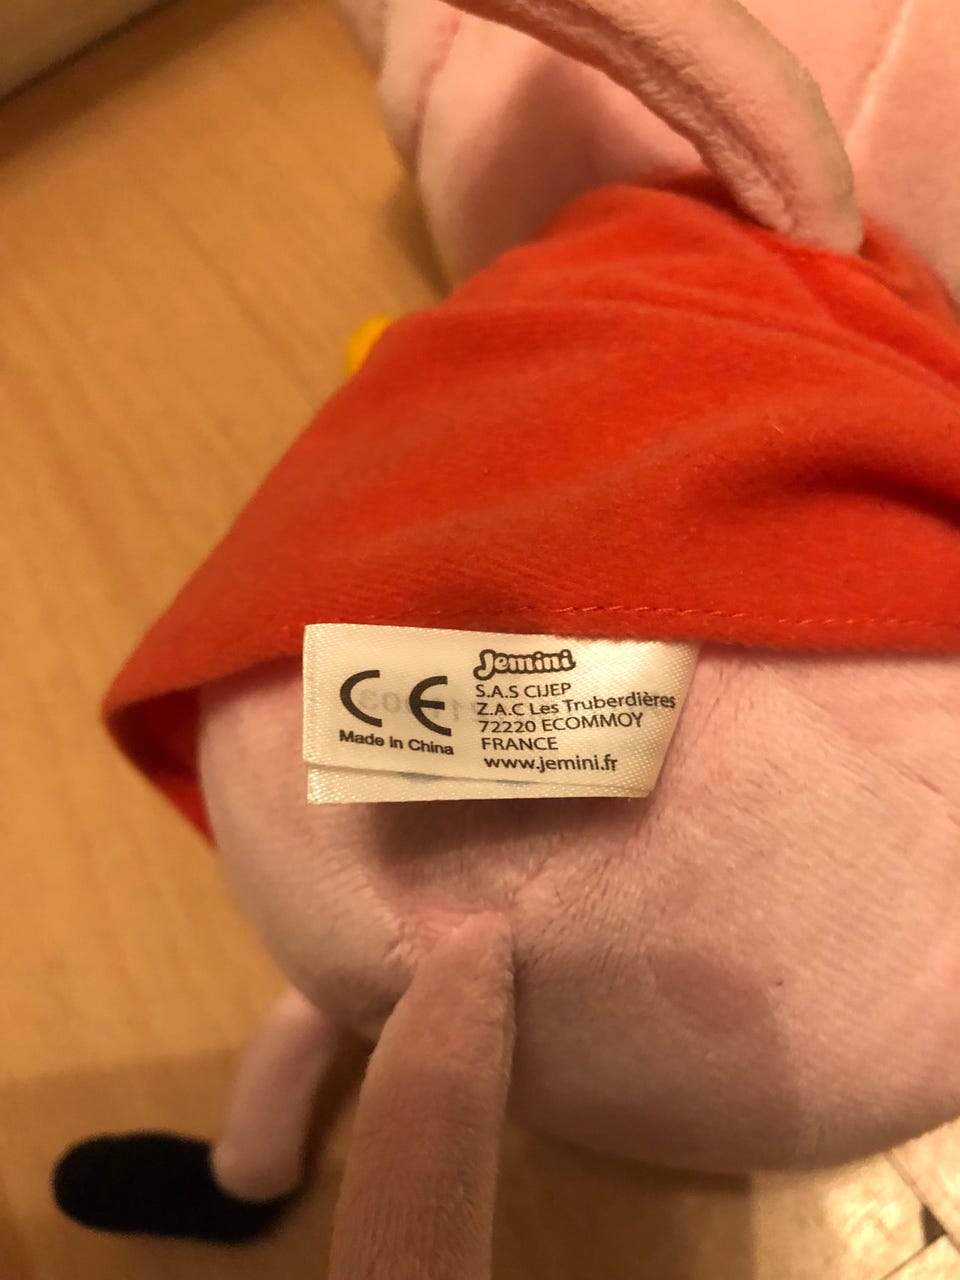 CE
Made in China
Jemini
S.A.S CIJEP
Z.A.C Les Truberdières
72220 ECOMMOY
FRANCE
www.jemini.fr